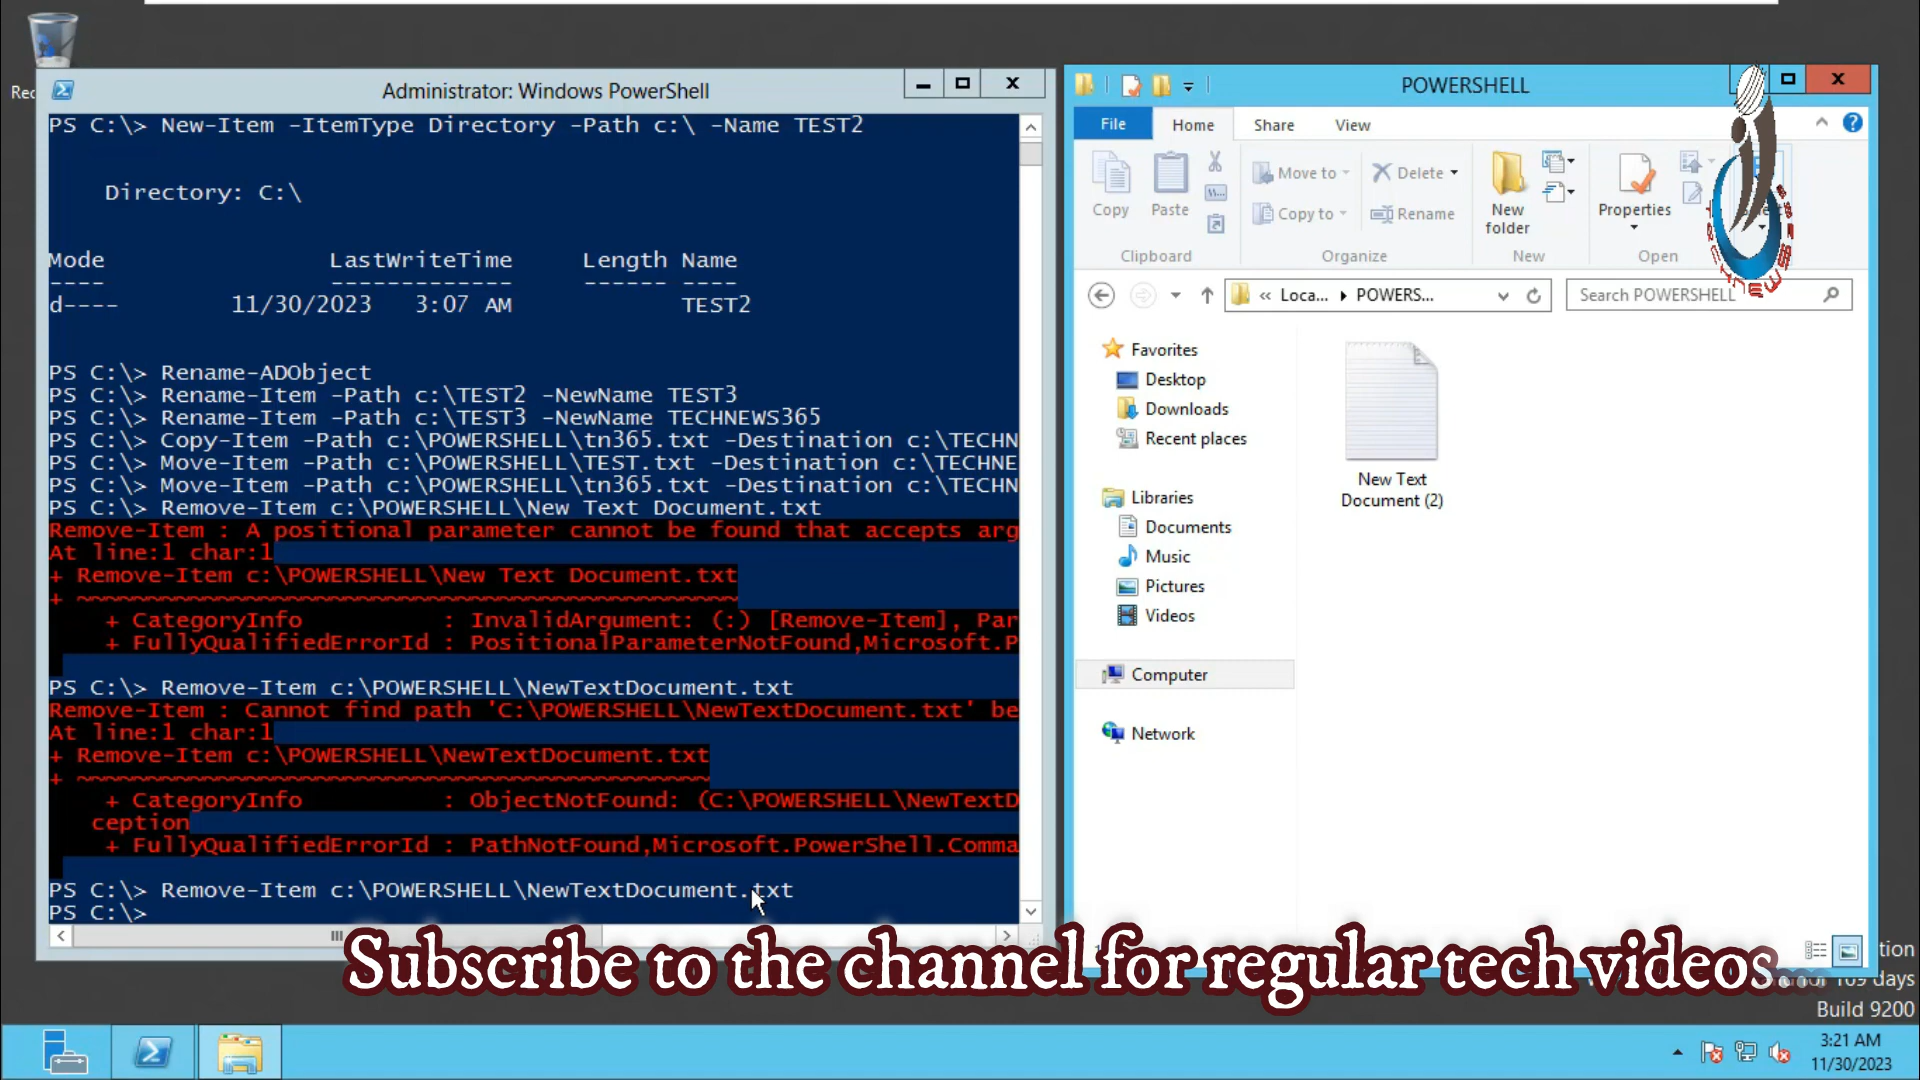 Rec
Administrator: Windows PowerShell
PS C:\> New-Item -ItemType Directory -Path c:\ -Name TEST2
Directory: C:\
Mode LastWriteTime Length Name
---- ------------- ------ ----
d---- 11/30/2023 3:07 AM TEST2
PS C:\> Rename-ADObject
PS C:\> Rename-Item -Path c:\TEST2 -NewName TEST3
PS C:\> Rename-Item -Path c:\TEST3 -NewName TECHNEWS365
PS C:\> Copy-Item -Path c:\POWERSHELL\tn365.txt -Destination c:\TECHN
PS C:\> Move-Item -Path c:\POWERSHELL\TEST.txt -Destination c:\TECHNE
PS C:\> Move-Item -Path c:\POWERSHELL\tn365.txt -Destination c:\TECHN
PS C:\> Remove-Item c:\POWERSHELL\New Text Document.txt
Remove-Item : A positional parameter cannot be found that accepts arg
At line:1 char:1
+ Remove-Item c:\POWERSHELL\New Text Document.txt
+ ~~~~~~~~~~~~~~~~~~~~~~~~~~~~~~~~~~~~~~~~~~~~~~~
+ CategoryInfo : InvalidArgument: (:) [Remove-Item], Par
+ FullyQualifiedErrorId : PositionalParameterNotFound,Microsoft.P
PS C:\> Remove-Item c:\POWERSHELL\NewTextDocument.txt
Remove-Item : Cannot find path 'C:\POWERSHELL\NewTextDocument.txt' be
At line:1 char:1
+ Remove-Item c:\POWERSHELL\NewTextDocument.txt
+ ~~~~~~~~~~~~~~~~~~~~~~~~~~~~~~~~~~~~~~~~~~~~~
+ CategoryInfo : ObjectNotFound: (C:\POWERSHELL\NewTextD
ception
+ FullyQualifiedErrorId : PathNotFound,Microsoft.PowerShell.Comma
PS C:\> Remove-Item c:\POWERSHELL\NewTextDocument.txt
PS C:\>
POWERSHELL
File Home Share View
Copy
Paste
Move to
Copy to
Delete
Rename
New
folder
Properties
Clipboard Organize New Open
« Loca... POWERS...
Search POWERSHELL
Favorites
Desktop
Downloads
Recent places
Libraries
Documents
Music
Pictures
Videos
Computer
Network
New Text
Document (2)
Subscribe to the channel for regular tech videos...
tion
days
Build 9200
3:21 AM
11/30/2023